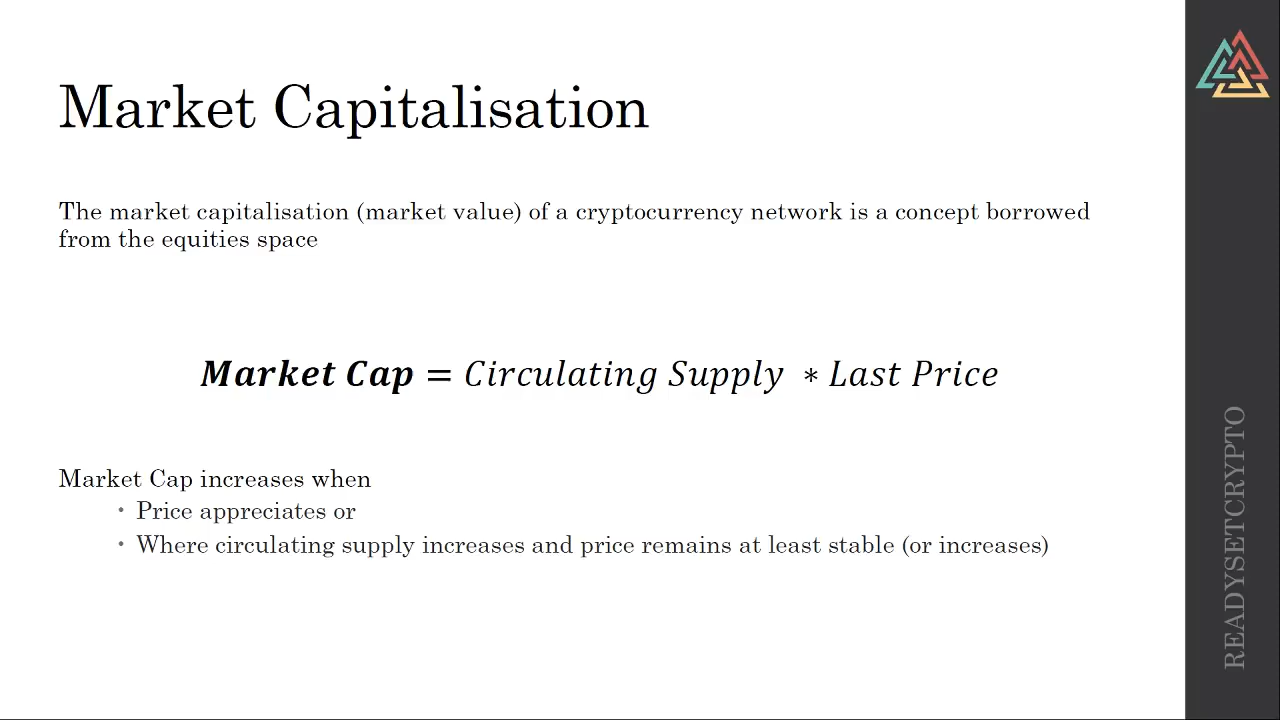 Market Capitalisation
The market capitalisation (market value) of a cryptocurrency network is a concept borrowed
from the equities space
Market Cap = Circulating Supply * Last Price
Market Cap increases when
• Price appreciates or
• Where circulating supply increases and price remains at least stable (or increases)
READYSETCRYPTO